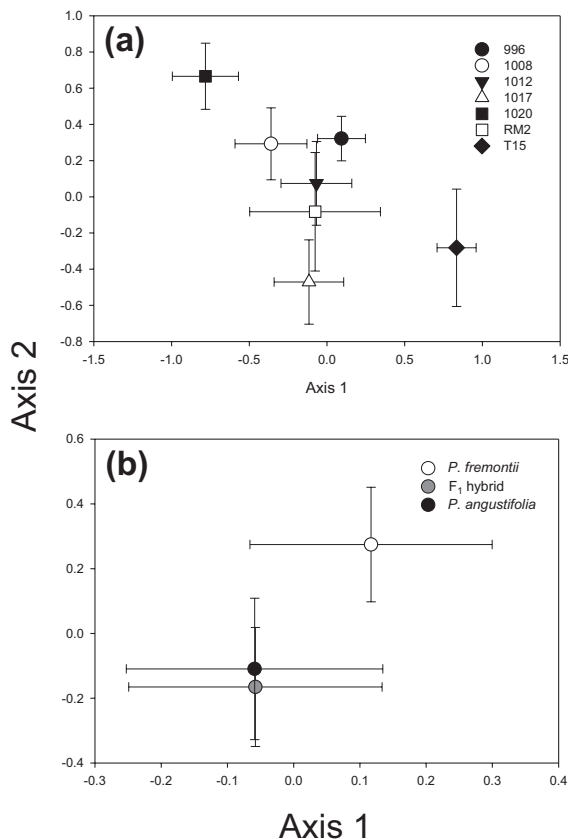 (a)
996
1008
1012
1017
1020
RM2
T15
1.0
0.8
0.6
0.4
0.2
0.0
-0.2
-0.4
-0.6
-0.8
-1.5 -1.0 -0.5 0.0 0.5 1.0 1.5
Axis 1
Axis 2
(b)
P. fremontii
F₁ hybrid
P. angustifolia
0.6
0.4
0.2
0.0
-0.2
-0.4
-0.3 -0.2 -0.1 0.0 0.1 0.2 0.3 0.4
Axis 1